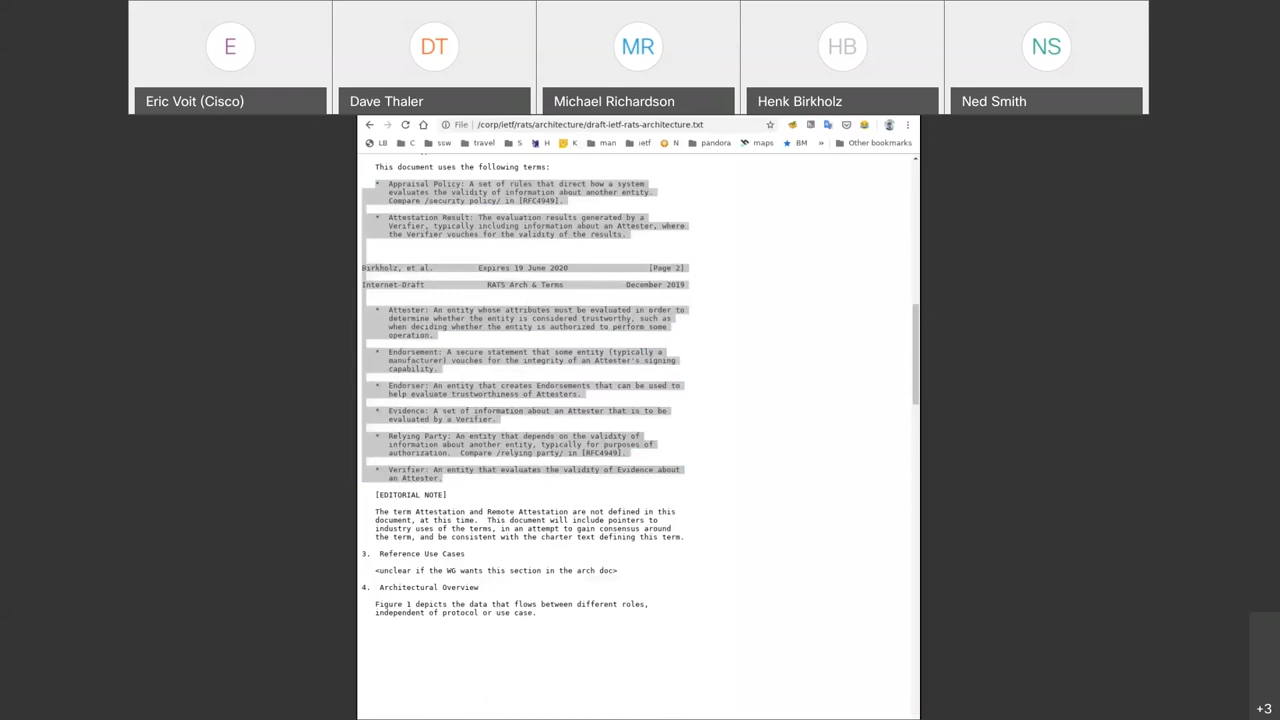 E
DT
MR
HB
NS
Eric Voit (Cisco)
Dave Thaler
Michael Richardson
Henk Birkholz
Ned Smith
File | /corp/ietf/rats/architecture/draft-ietf-rats-architecture.txt
LB C ssw travel S H K man ietf N pandora maps BM » Other bookmarks
This document uses the following terms:
* Appraisal Policy: A set of rules that direct how a system
evaluates the validity of information about another entity.
Compare /security policy/ in [RFC4949].
* Attestation Result: The evaluation results generated by a
Verifier, typically including information about an Attester, where
the Verifier vouches for the validity of the results.
Birkholz, et al. Expires 19 June 2020 [Page 2]
Internet-Draft RATS Arch & Terms December 2019
* Attester: An entity whose attributes must be evaluated in order to
determine whether the entity is considered trustworthy, such as
when deciding whether the entity is authorized to perform some
operation.
* Endorsement: A secure statement that some entity (typically a
manufacturer) vouches for the integrity of an Attester's signing
capability.
* Endorser: An entity that creates Endorsements that can be used to
help evaluate trustworthiness of Attesters.
* Evidence: A set of information about an Attester that is to be
evaluated by a Verifier.
* Relying Party: An entity that depends on the validity of
information about another entity, typically for purposes of
authorization. Compare /relying party/ in [RFC4949].
* Verifier: An entity that evaluates the validity of Evidence about
an Attester.
[EDITORIAL NOTE]
The term Attestation and Remote Attestation are not defined in this
document, at this time. This document will include pointers to
industry uses of the terms, in an attempt to gain consensus around
the term, and be consistent with the charter text defining this term.
3. Reference Use Cases
<unclear if the WG wants this section in the arch doc>
4. Architectural Overview
Figure 1 depicts the data that flows between different roles,
independent of protocol or use case.
+3